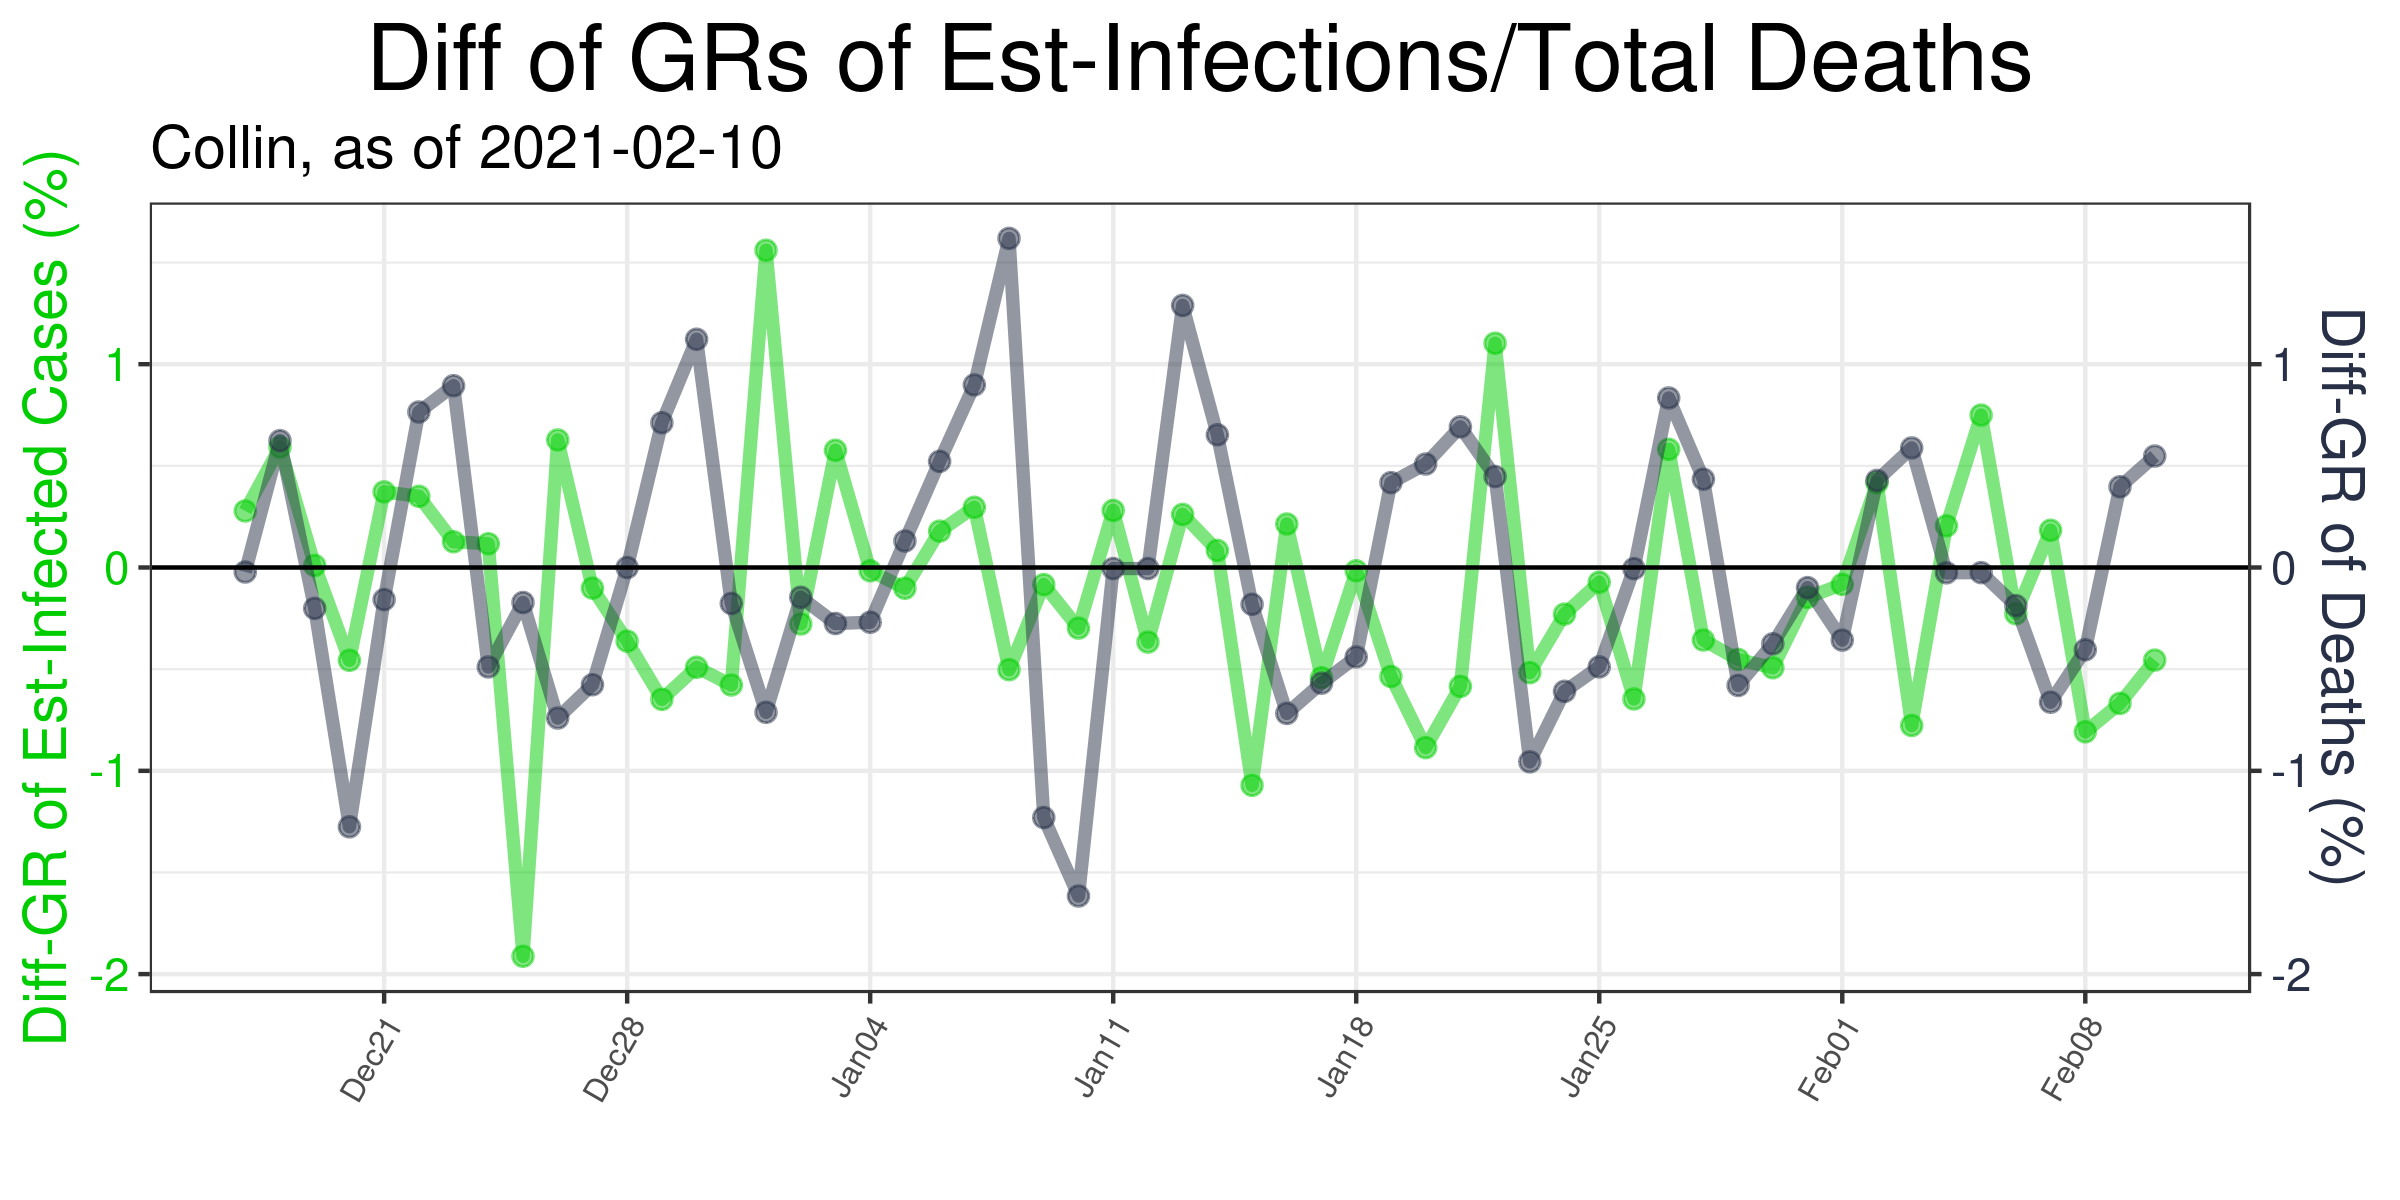 Diff of GRs of Est-Infections/Total Deaths
Collin, as of 2021-02-10
Diff-GR of Est-Infected Cases (%)
1
0
-1
-2
Diff-GR of Deaths (%)
1
0
-1
-2
Dec21
Dec28
Jan04
Jan11
Jan18
Jan25
Feb01
Feb08